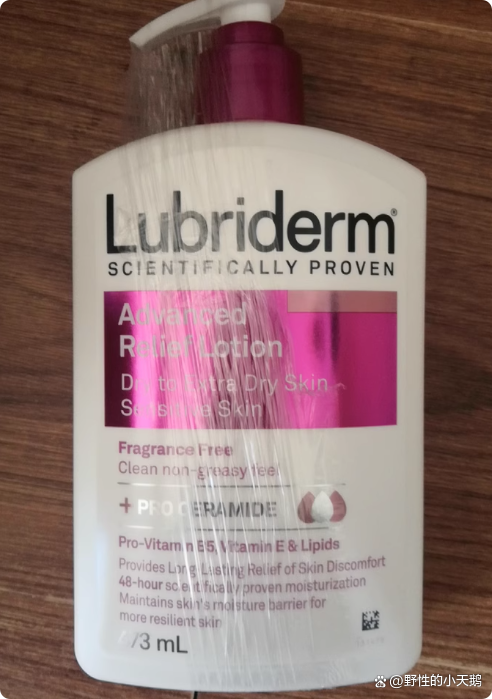 Lubriderm®
SCIENTIFICALLY PROVEN
Advanced
Relief Lotion
Dry to Extra Dry Skin
Sensitive Skin
Fragrance Free
Clean non-greasy feel
+ PRO CERAMIDE
Pro-Vitamin B5, Vitamin E & Lipids
Provides Long-Lasting Relief of Skin Discomfort
48-hour scientifically proven moisturization
Maintains skin's moisture barrier for
more resilient skin
473 mL
@野性的小天鹅